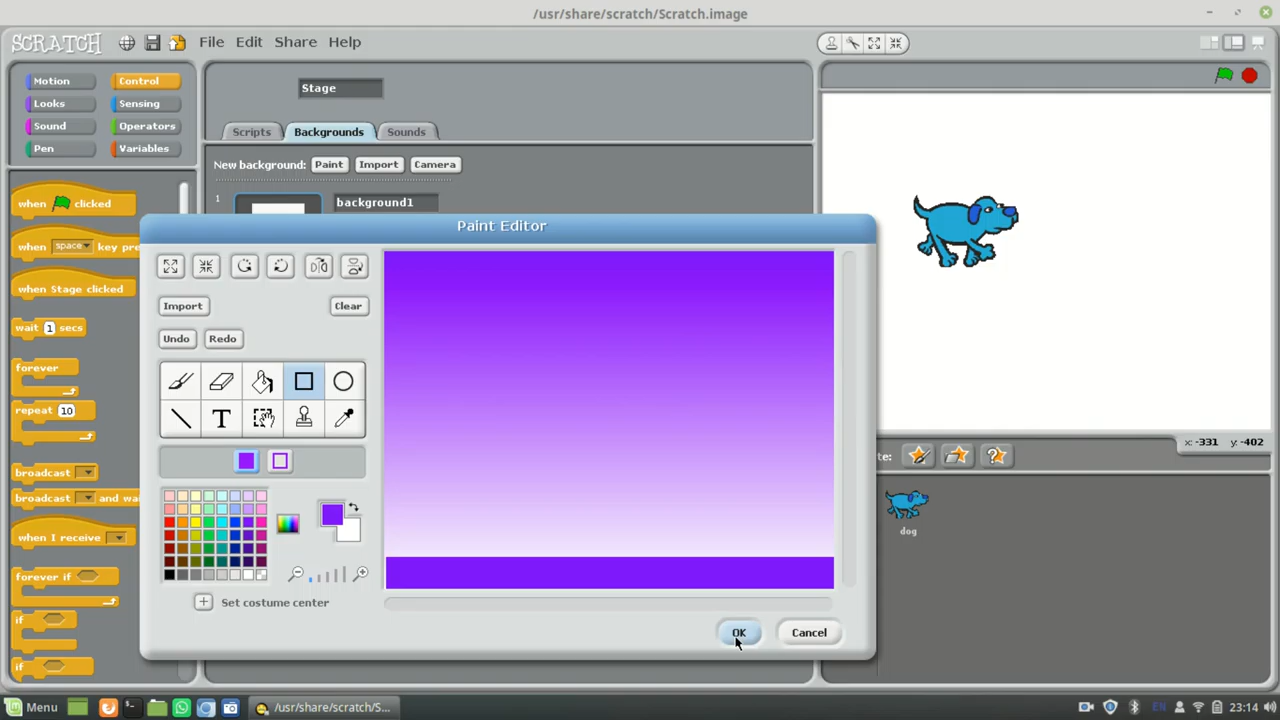 /usr/share/scratch/Scratch.image
SCRATCH
File Edit Share Help
Motion Control
Looks Sensing
Sound Operators
Pen Variables
when clicked
when space key pre
when Stage clicked
wait 1 secs
forever
repeat 10
broadcast
broadcast and wa
when I receive
forever if
if
if
Stage
Scripts Backgrounds Sounds
New background: Paint Import Camera
1 background1
Paint Editor
Import Clear
Undo Redo
T
Set costume center
OK Cancel
x: -331 y: -402
te:
dog
Menu /usr/share/scratch/S... EN 23:14